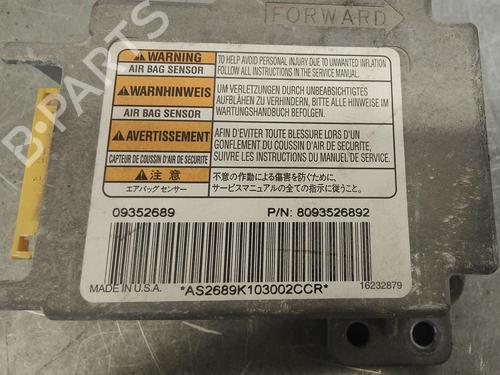 FORWARD
WARNING
AIR BAG SENSOR
TO HELP AVOID PERSONAL INJURY DUE TO UNWANTED INFLATION
FOLLOW ALL INSTRUCTIONS IN THE SERVICE MANUAL.
WARNHINWEIS
AIR BAG SENSOR
UM VERLETZUNGEN DURCH UNBEABSICHTIGTES
AUFBLÄHEN ZU VERHINDERN, BITTE ALLE HINWEISE IM
WARTUNGSHANDBUCH BEFOLGEN.
AVERTISSEMENT
CAPTEUR DE COUSSIN D'AIR DE SECURITE
AFIN D'EVITER TOUTE BLESSURE LORS D'UN
GONFLEMENT DU COUSSIN D'AIR DE SECURITE,
SUIVRE LES INSTRUCTIONS DU MANUEL DE SERVICE.
注 意
エアバッグ センサー
不意の作動による傷害を防ぐために、
サービスマニュアルの全ての指示に従うこと。
09352689 P/N: 8093526892
MADE IN U.S.A. *AS2689K103002CCR* 16232879
B-PARTS